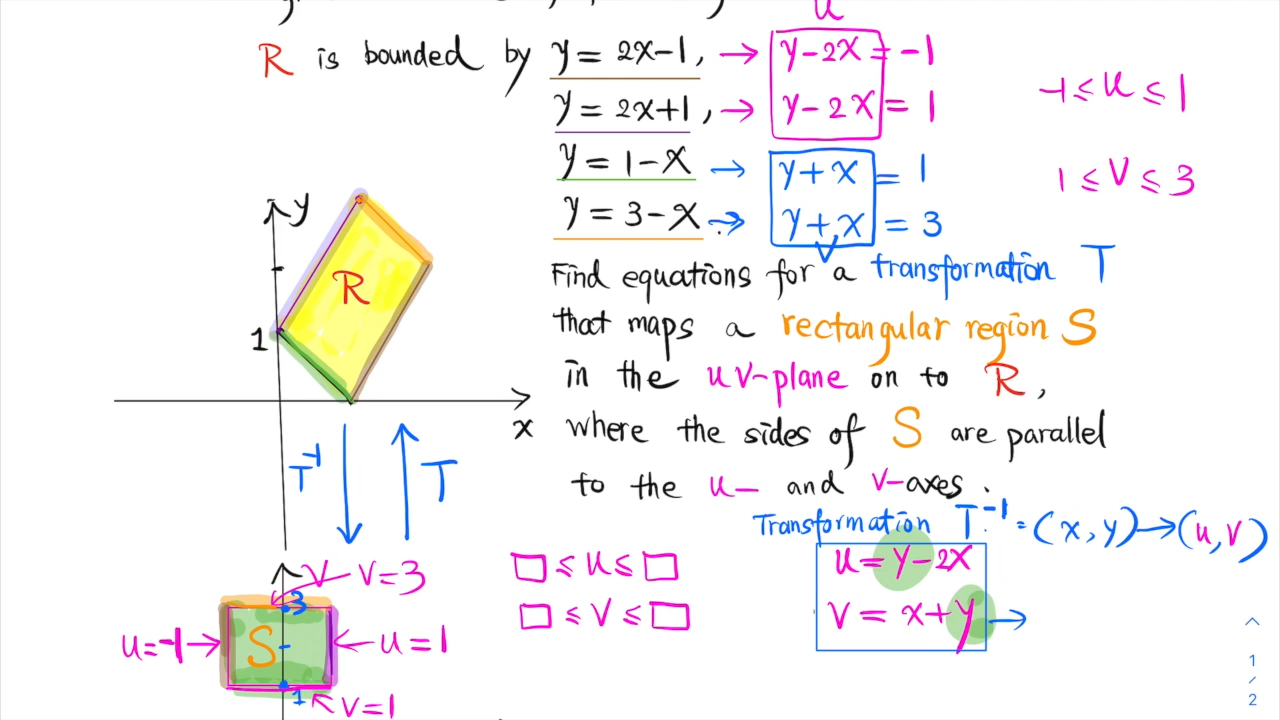 u
R is bounded by y = 2x-1, → y-2x = -1
y = 2x+1, → y-2x = 1
-1 ≤ u ≤ 1
y = 1-x → y+x = 1
1 ≤ v ≤ 3
y = 3-x → y+x = 3
v
y
R
1
x
Find equations for a transformation T
that maps a rectangular region S
in the uv-plane on to R,
where the sides of S are parallel
to the u- and v-axes.
T⁻¹
T
Transformation T⁻¹ = (x, y) → (u, v)
u = y-2x
v = x+y →
□ ≤ u ≤ □
□ ≤ v ≤ □
v
v = 3
3
u = -1 →
S
← u = 1
1
v = 1
1
/
2